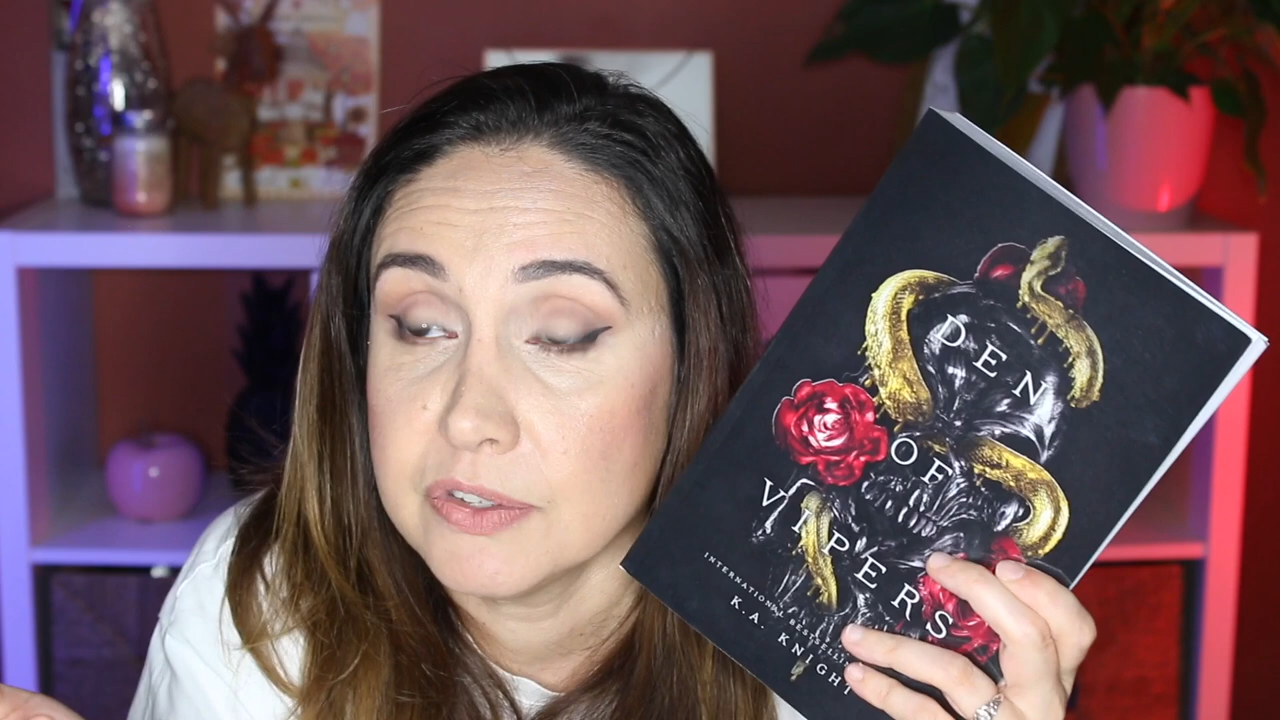 DEN
OF
VIPERS
INTERNATIONAL BESTSELLING
K.A. KNIGHT